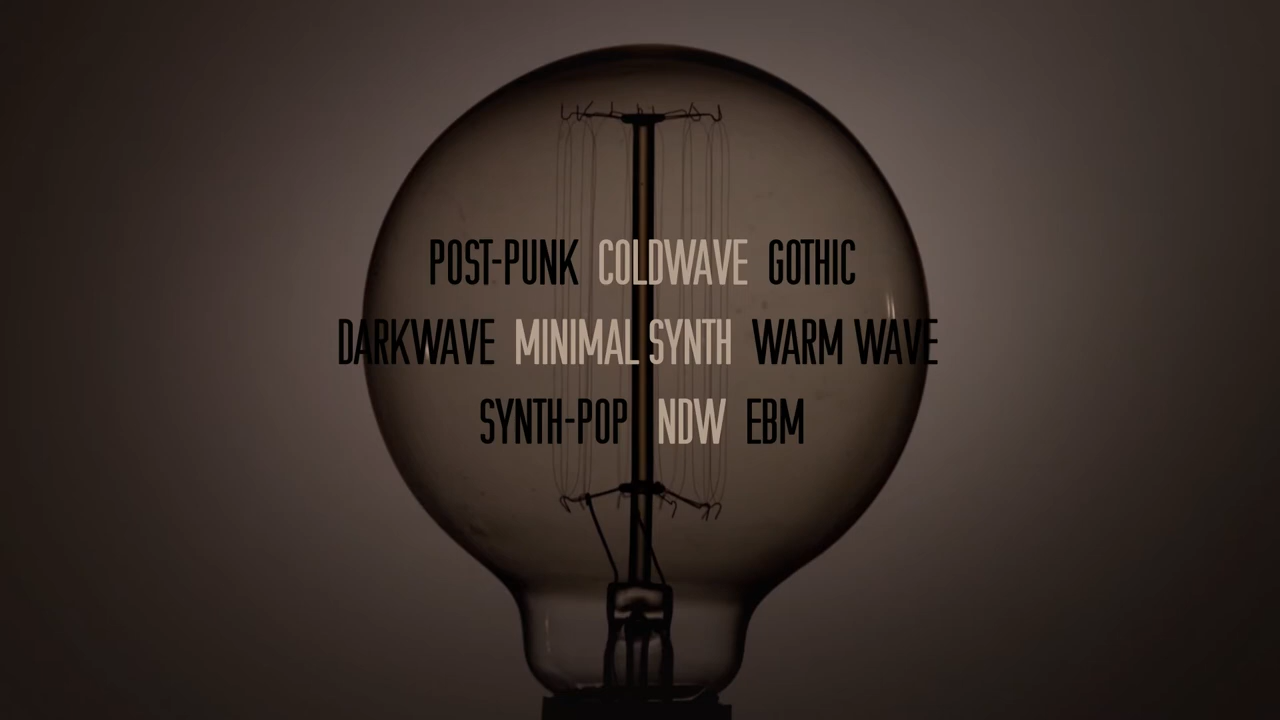 POST-PUNK COLDWAVE GOTHIC
DARKWAVE MINIMAL SYNTH WARM WAVE
SYNTH-POP NDW EBM